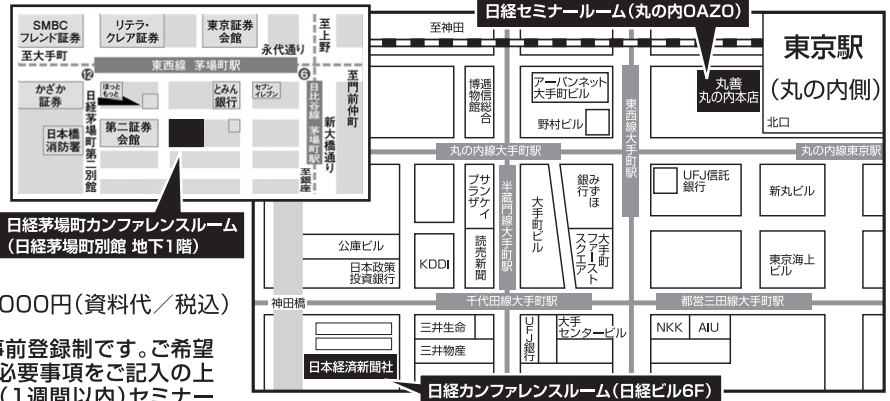 SMBC
フレンド証券
リテラ・
クレア証券
東京証券
会館
至上野
至大手町
永代通り
東西線 茅場町駅
⑫
⑥
かざか
証券
ほっと
もっと
とみん
銀行
セブン
イレブン
至門前仲町
日本橋
消防署
日経茅場町第二別館
第二証券
会館
日比谷線 茅場町駅
新大橋通り
至銀座
日経茅場町カンファレンスルーム
(日経茅場町別館 地下1階)
000円(資料代/税込)
事前登録制です。ご希望
必要事項をご記入の上
(1週間以内)セミナー
日経セミナールーム(丸の内OAZO)
至神田
東京駅
(丸の内側)
北口
丸善
丸の内本店
逓信総合
博物館
アーバンネット
大手町ビル
野村ビル
東西線大手町駅
丸の内線大手町駅
丸の内線東京駅
サンケイ
プラザ
半蔵門線大手町駅
大手町ビル
みずほ
銀行
UFJ信託
銀行
新丸ビル
公庫ビル
日本政策
投資銀行
KDDI
読売新聞
大手町
ファースト
スクエア
東京海上
ビル
神田橋
千代田線大手町駅
都営三田線大手町駅
三井生命
三井物産
UFJ銀行
大手
センタービル
NKK
AIU
日本経済新聞社
日経カンファレンスルーム(日経ビル6F)